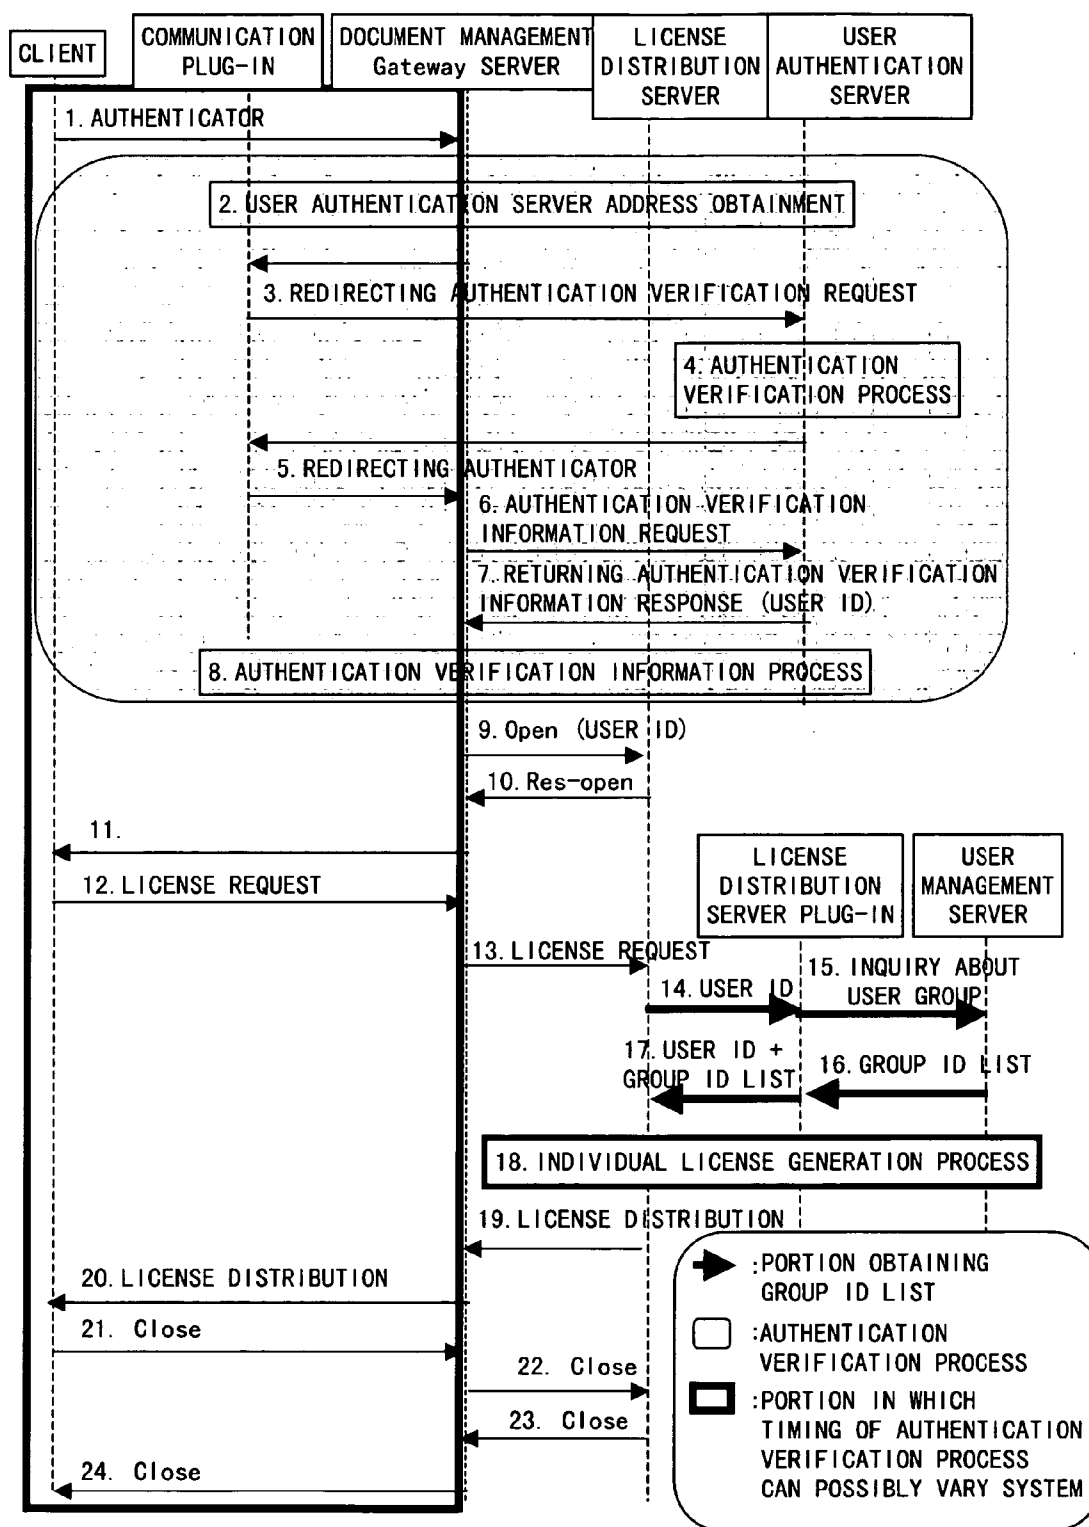 CLIENT
COMMUNICATION
PLUG-IN
DOCUMENT MANAGEMENT
Gateway SERVER
LICENSE
DISTRIBUTION
SERVER
USER
AUTHENTICATION
SERVER
1. AUTHENTICATOR
2. USER AUTHENTICATION SERVER ADDRESS OBTAINMENT
3. REDIRECTING AUTHENTICATION VERIFICATION REQUEST
4. AUTHENTICATION
VERIFICATION PROCESS
5. REDIRECTING AUTHENTICATOR
6. AUTHENTICATION VERIFICATION
INFORMATION REQUEST
7. RETURNING AUTHENTICATION VERIFICATION
INFORMATION RESPONSE (USER ID)
8. AUTHENTICATION VERIFICATION INFORMATION PROCESS
9. Open (USER ID)
10. Res-open
11.
12. LICENSE REQUEST
LICENSE
DISTRIBUTION
SERVER PLUG-IN
USER
MANAGEMENT
SERVER
13. LICENSE REQUEST
14. USER ID
15. INQUIRY ABOUT
USER GROUP
16. GROUP ID LIST
17. USER ID +
GROUP ID LIST
18. INDIVIDUAL LICENSE GENERATION PROCESS
19. LICENSE DISTRIBUTION
20. LICENSE DISTRIBUTION
21. Close
22. Close
23. Close
24. Close
:PORTION OBTAINING
GROUP ID LIST
:AUTHENTICATION
VERIFICATION PROCESS
:PORTION IN WHICH
TIMING OF AUTHENTICATION
VERIFICATION PROCESS
CAN POSSIBLY VARY SYSTEM